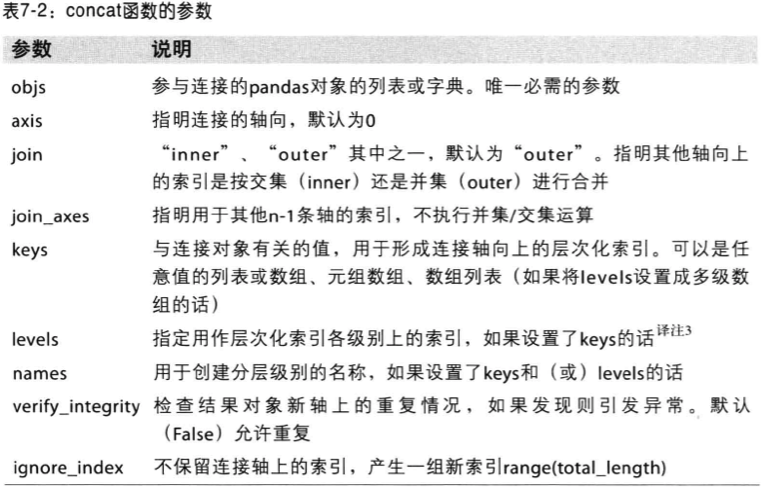 表7-2：concat函数的参数
参数 说明
objs 参与连接的pandas对象的列表或字典。唯一必需的参数
axis 指明连接的轴向，默认为0
join “inner”、“outer”其中之一，默认为“outer”。指明其他轴向上
的索引是按交集（inner）还是并集（outer）进行合并
join_axes 指明用于其他n-1条轴的索引，不执行并集/交集运算
keys 与连接对象有关的值，用于形成连接轴向上的层次化索引。可以是任
意值的列表或数组、元组数组、数组列表（如果将levels设置成多级数
组的话）
levels 指定用作层次化索引各级别上的索引，如果设置了keys的话译注3
names 用于创建分层级别的名称，如果设置了keys和（或）levels的话
verify_integrity 检查结果对象新轴上的重复情况，如果发现则引发异常。默认
（False）允许重复
ignore_index 不保留连接轴上的索引，产生一组新索引range(total_length)